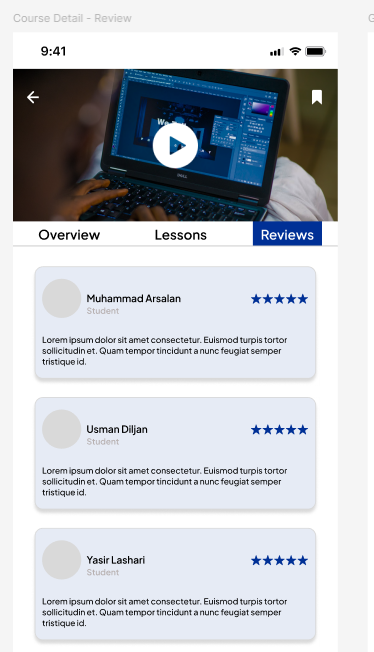 Course Detail - Review
G
9:41
We
DELL
Overview Lessons Reviews
Muhammad Arsalan
Student
Lorem ipsum dolor sit amet consectetur. Euismod turpis tortor
sollicitudin et. Quam tempor tincidunt a nunc feugiat semper
tristique id.
Usman Diljan
Student
Lorem ipsum dolor sit amet consectetur. Euismod turpis tortor
sollicitudin et. Quam tempor tincidunt a nunc feugiat semper
tristique id.
Yasir Lashari
Student
Lorem ipsum dolor sit amet consectetur. Euismod turpis tortor
sollicitudin et. Quam tempor tincidunt a nunc feugiat semper
tristique id.